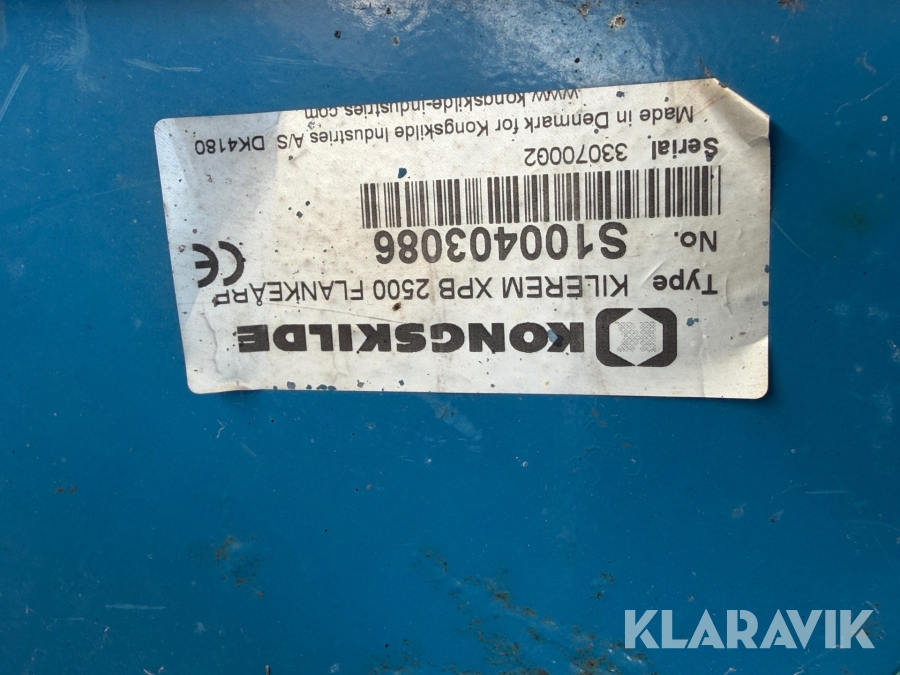 KONGSKILDE
Type KILEREM XPB 2500 FLANKEÅRP
No. S100403086
CE
Serial 33070002
Made in Denmark for Kongskilde Industries A/S DK4180
www.kongskilde-industries.com
KLARAVIK